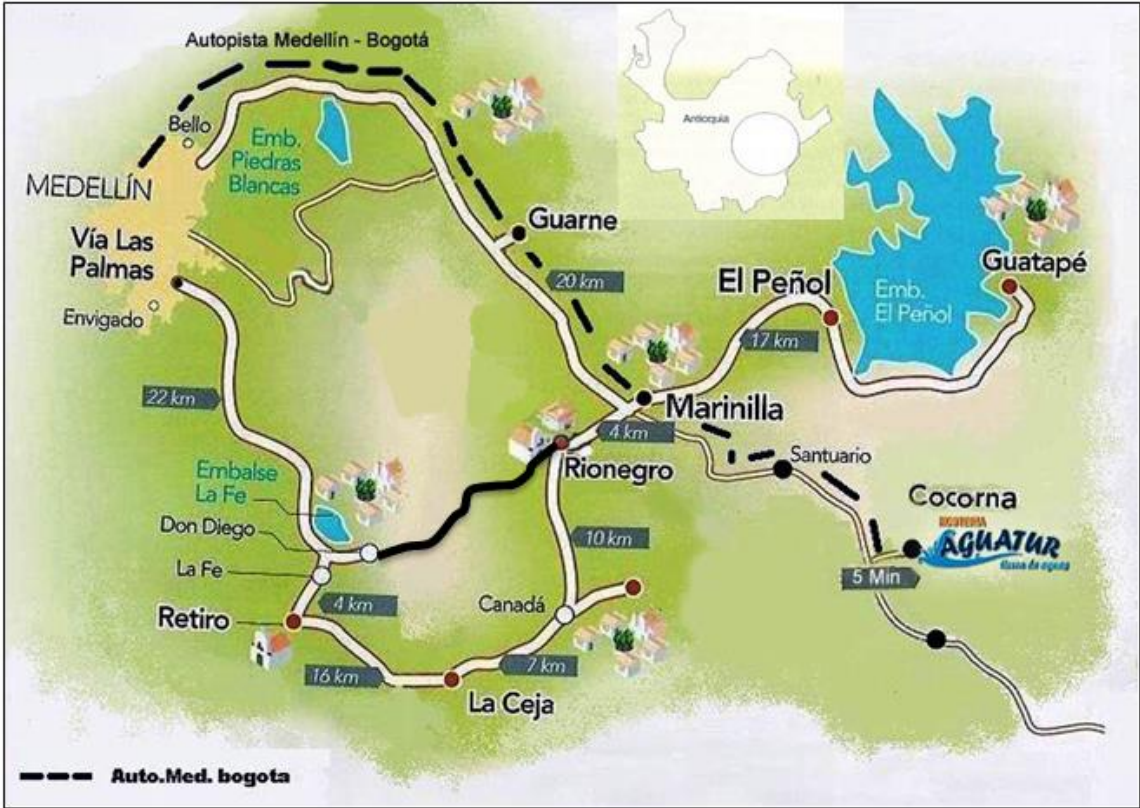 Autopista Medellín - Bogotá
Antioquia
Bello
Emb.
Piedras
Blancas
MEDELLÍN
Guarne
Vía Las
Palmas
20 km
El Peñol
Guatapé
Emb.
El Peñol
Envigado
17 km
22 km
Marinilla
4 km
Rionegro
Santuario
Embalse
La Fe
Don Diego
Cocorna
HOSTERIA
AGUATUR
10 km
La Fe
5 Min
4 km
Canadá
Retiro
7 km
16 km
La Ceja
Auto.Med. bogota